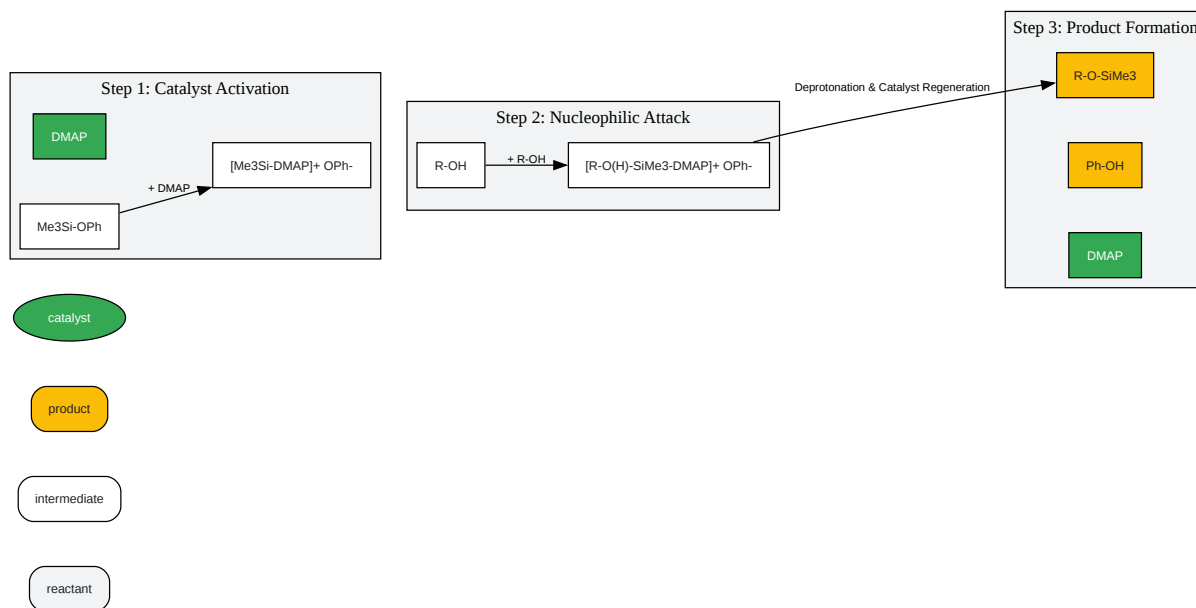 Step 1: Catalyst Activation
DMAP
[Me3Si-DMAP]+ OPh-
+ DMAP
Me3Si-OPh
Step 2: Nucleophilic Attack
R-OH
+ R-OH
[R-O(H)-SiMe3-DMAP]+ OPh-
Deprotonation & Catalyst Regeneration
Step 3: Product Formation
R-O-SiMe3
Ph-OH
DMAP
catalyst
product
intermediate
reactant